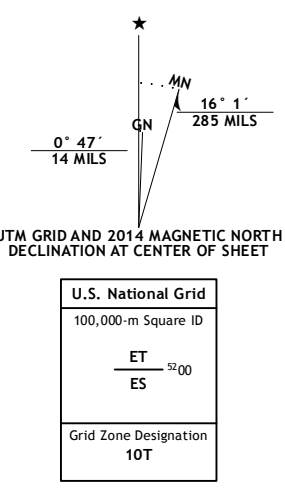 ★
MN
GN
16° 1´
285 MILS
0° 47´
14 MILS
UTM GRID AND 2014 MAGNETIC NORTH
DECLINATION AT CENTER OF SHEET
U.S. National Grid
100,000-m Square ID
ET
5200
ES
Grid Zone Designation
10T